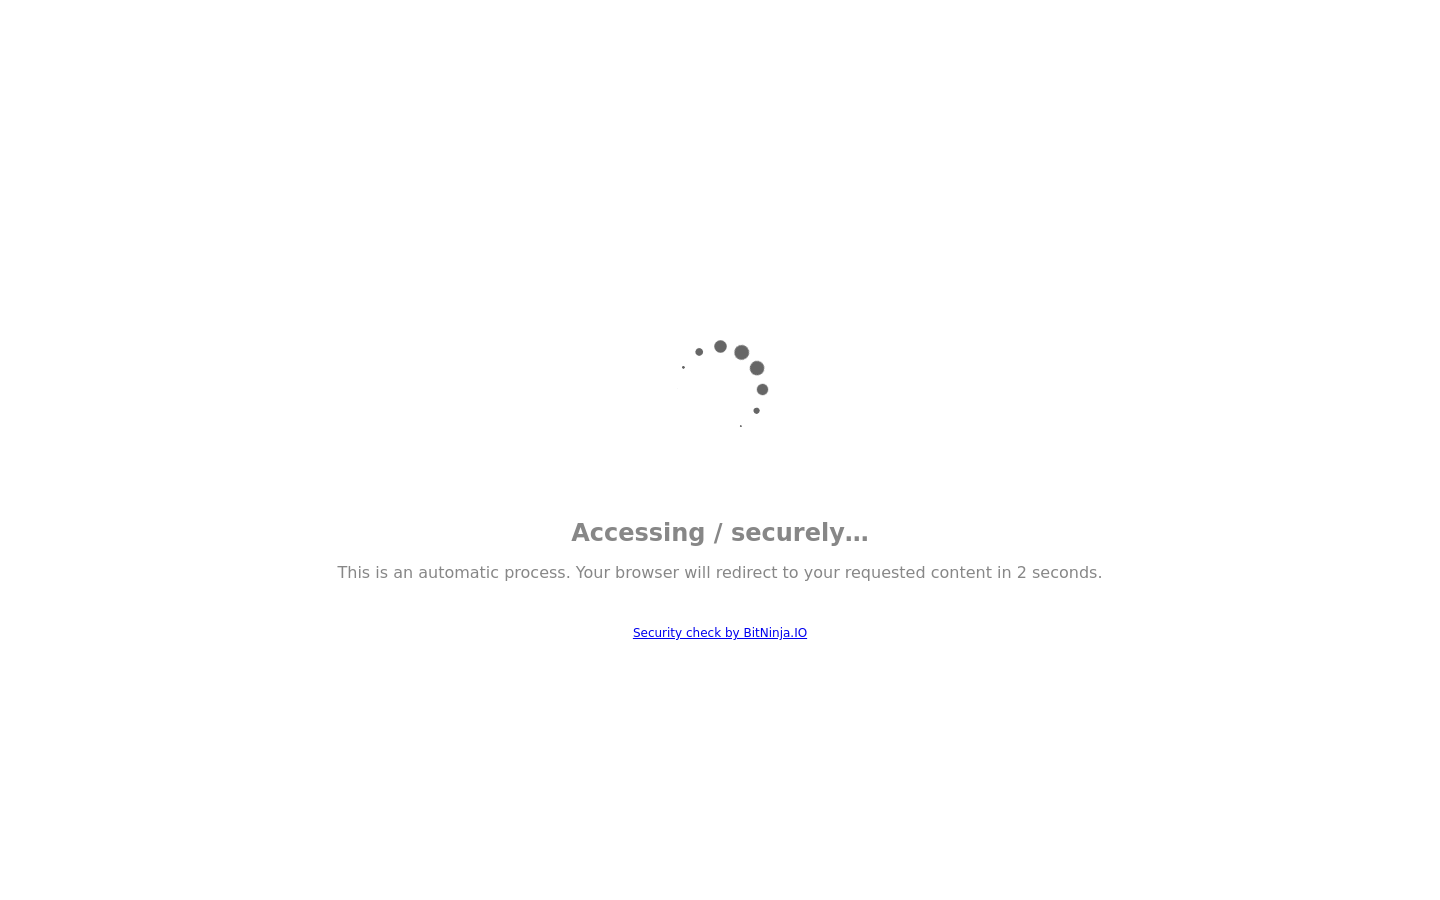 Accessing / securely…
This is an automatic process. Your browser will redirect to your requested content in 2 seconds.
Security check by BitNinja.IO